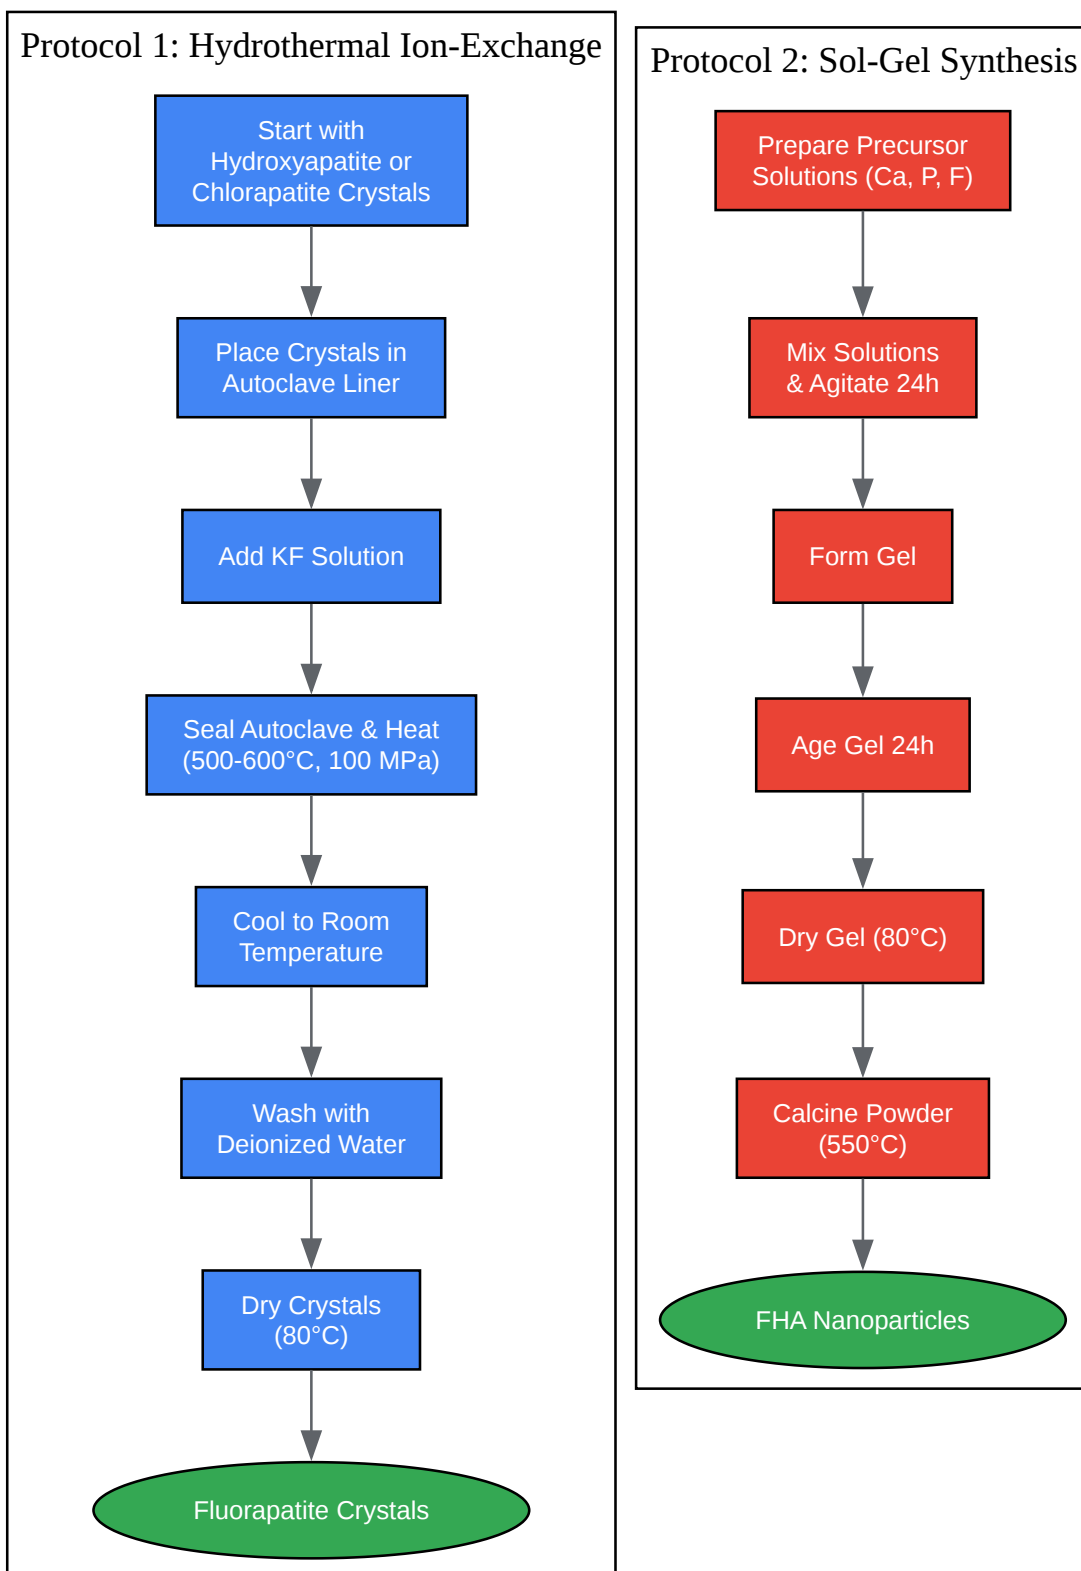 Protocol 1: Hydrothermal Ion-Exchange
Start with
Hydroxyapatite or
Chlorapatite Crystals
Place Crystals in
Autoclave Liner
Add KF Solution
Seal Autoclave & Heat
(500-600°C, 100 MPa)
Cool to Room
Temperature
Wash with
Deionized Water
Dry Crystals
(80°C)
Fluorapatite Crystals
Protocol 2: Sol-Gel Synthesis
Prepare Precursor
Solutions (Ca, P, F)
Mix Solutions
& Agitate 24h
Form Gel
Age Gel 24h
Dry Gel (80°C)
Calcine Powder
(550°C)
FHA Nanoparticles